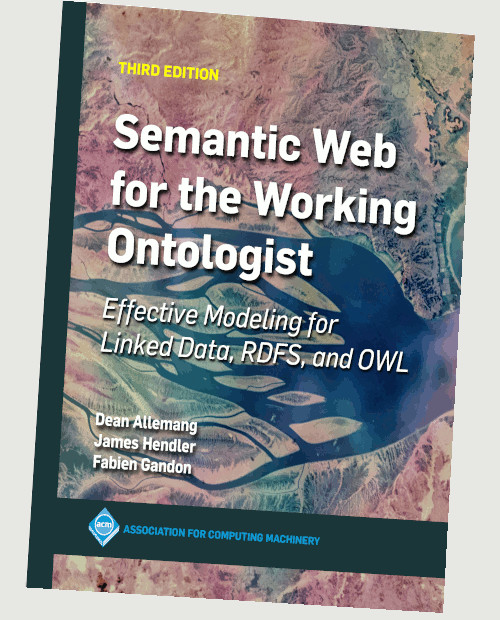 THIRD EDITION
Semantic Web
for the Working
Ontologist
Effective Modeling for
Linked Data, RDFS, and OWL
Dean Allemang
James Hendler
Fabien Gandon
acm
ASSOCIATION FOR COMPUTING MACHINERY